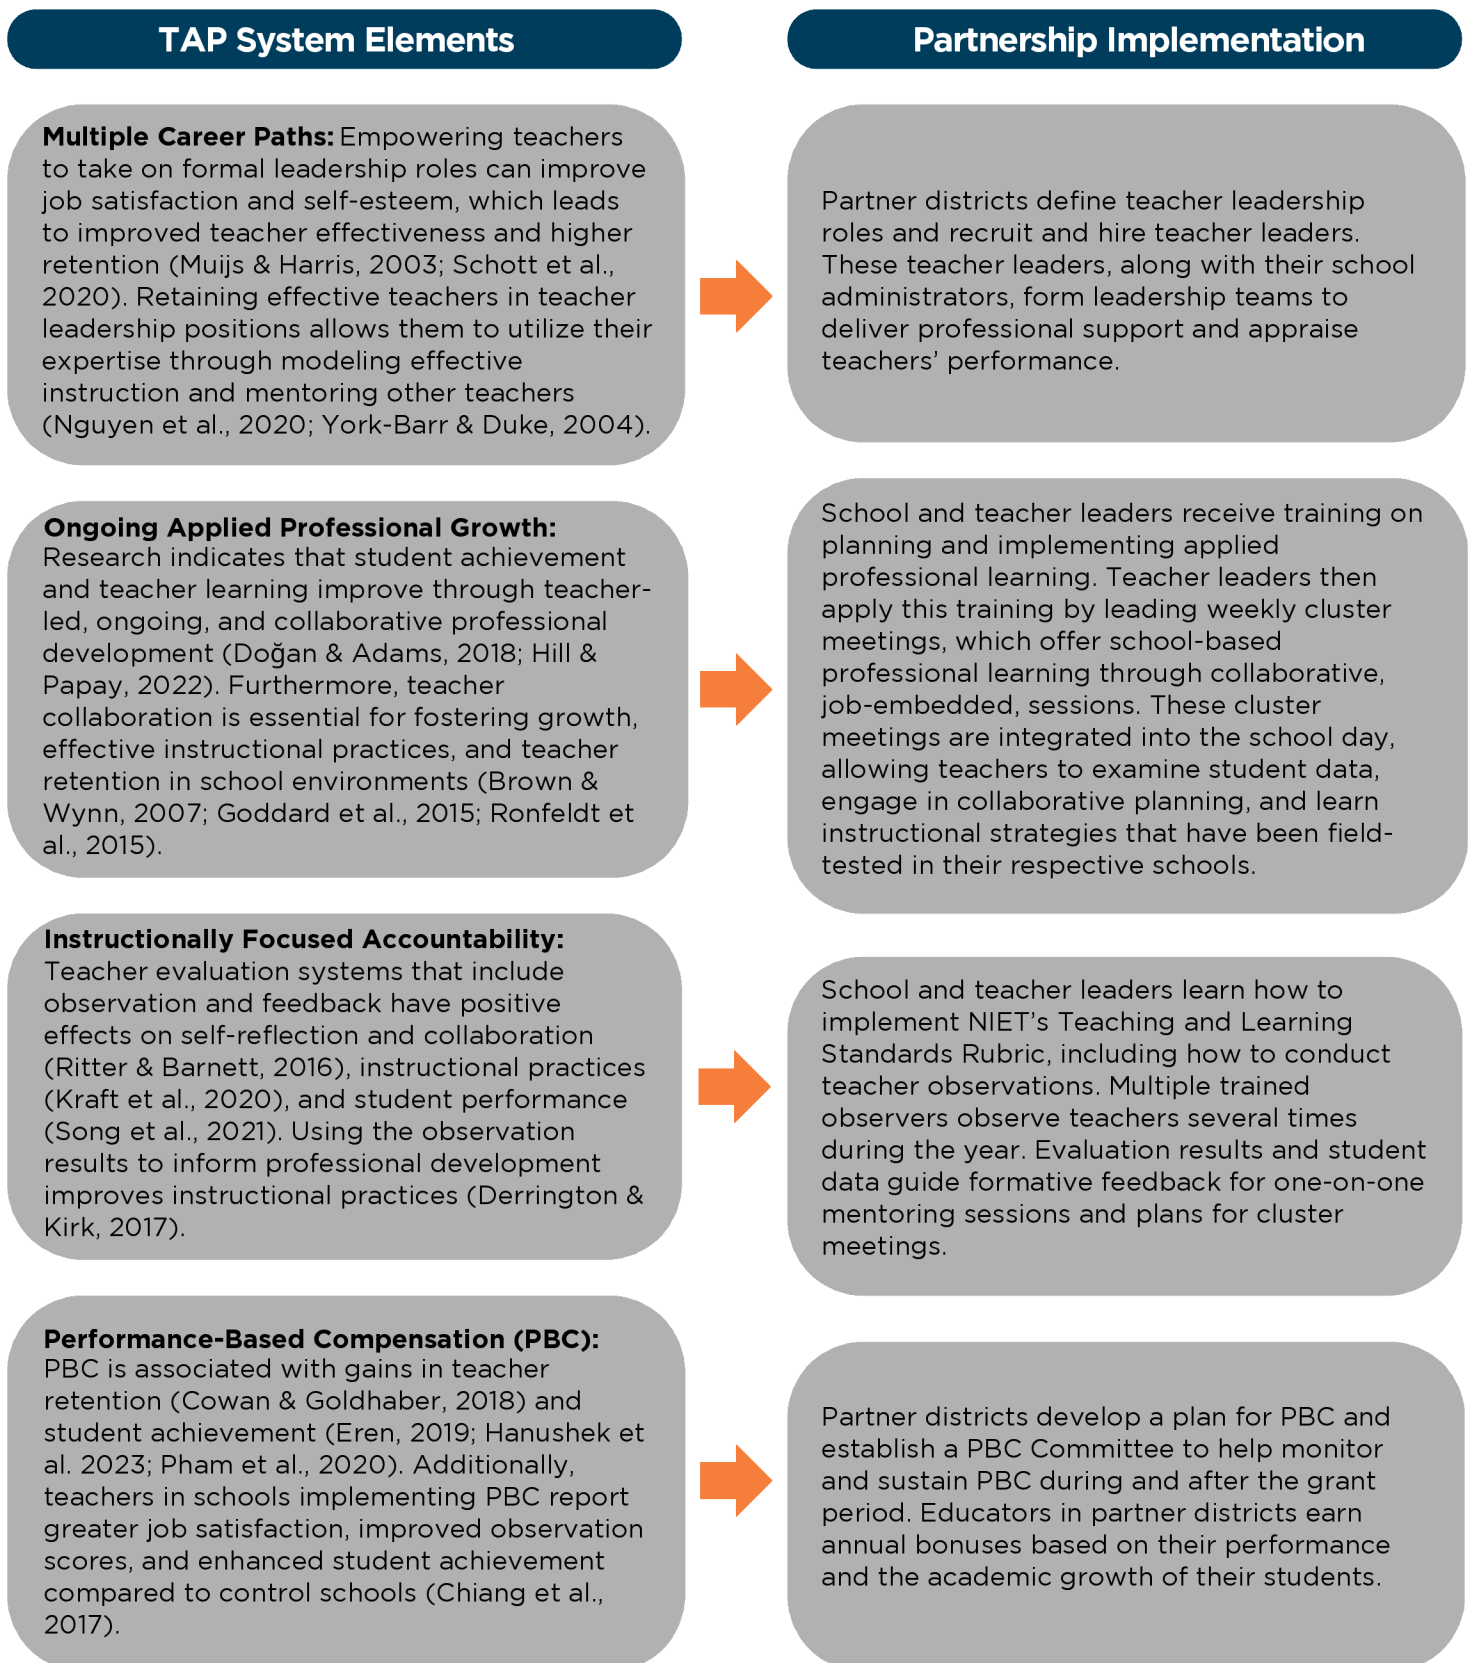 TAP System Elements
Partnership Implementation
Multiple Career Paths: Empowering teachers
to take on formal leadership roles can improve
job satisfaction and self-esteem, which leads
to improved teacher effectiveness and higher
retention (Muijs & Harris, 2003; Schott et al.,
2020). Retaining effective teachers in teacher
leadership positions allows them to utilize their
expertise through modeling effective
instruction and mentoring other teachers
(Nguyen et al., 2020; York-Barr & Duke, 2004).
Partner districts define teacher leadership
roles and recruit and hire teacher leaders.
These teacher leaders, along with their school
administrators, form leadership teams to
deliver professional support and appraise
teachers’ performance.
Ongoing Applied Professional Growth:
Research indicates that student achievement
and teacher learning improve through teacher-
led, ongoing, and collaborative professional
development (Doğan & Adams, 2018; Hill &
Papay, 2022). Furthermore, teacher
collaboration is essential for fostering growth,
effective instructional practices, and teacher
retention in school environments (Brown &
Wynn, 2007; Goddard et al., 2015; Ronfeldt et
al., 2015).
School and teacher leaders receive training on
planning and implementing applied
professional learning. Teacher leaders then
apply this training by leading weekly cluster
meetings, which offer school-based
professional learning through collaborative,
job-embedded, sessions. These cluster
meetings are integrated into the school day,
allowing teachers to examine student data,
engage in collaborative planning, and learn
instructional strategies that have been field-
tested in their respective schools.
Instructionally Focused Accountability:
Teacher evaluation systems that include
observation and feedback have positive
effects on self-reflection and collaboration
(Ritter & Barnett, 2016), instructional practices
(Kraft et al., 2020), and student performance
(Song et al., 2021). Using the observation
results to inform professional development
improves instructional practices (Derrington &
Kirk, 2017).
School and teacher leaders learn how to
implement NIET’s Teaching and Learning
Standards Rubric, including how to conduct
teacher observations. Multiple trained
observers observe teachers several times
during the year. Evaluation results and student
data guide formative feedback for one-on-one
mentoring sessions and plans for cluster
meetings.
Performance-Based Compensation (PBC):
PBC is associated with gains in teacher
retention (Cowan & Goldhaber, 2018) and
student achievement (Eren, 2019; Hanushek et
al. 2023; Pham et al., 2020). Additionally,
teachers in schools implementing PBC report
greater job satisfaction, improved observation
scores, and enhanced student achievement
compared to control schools (Chiang et al.,
2017).
Partner districts develop a plan for PBC and
establish a PBC Committee to help monitor
and sustain PBC during and after the grant
period. Educators in partner districts earn
annual bonuses based on their performance
and the academic growth of their students.